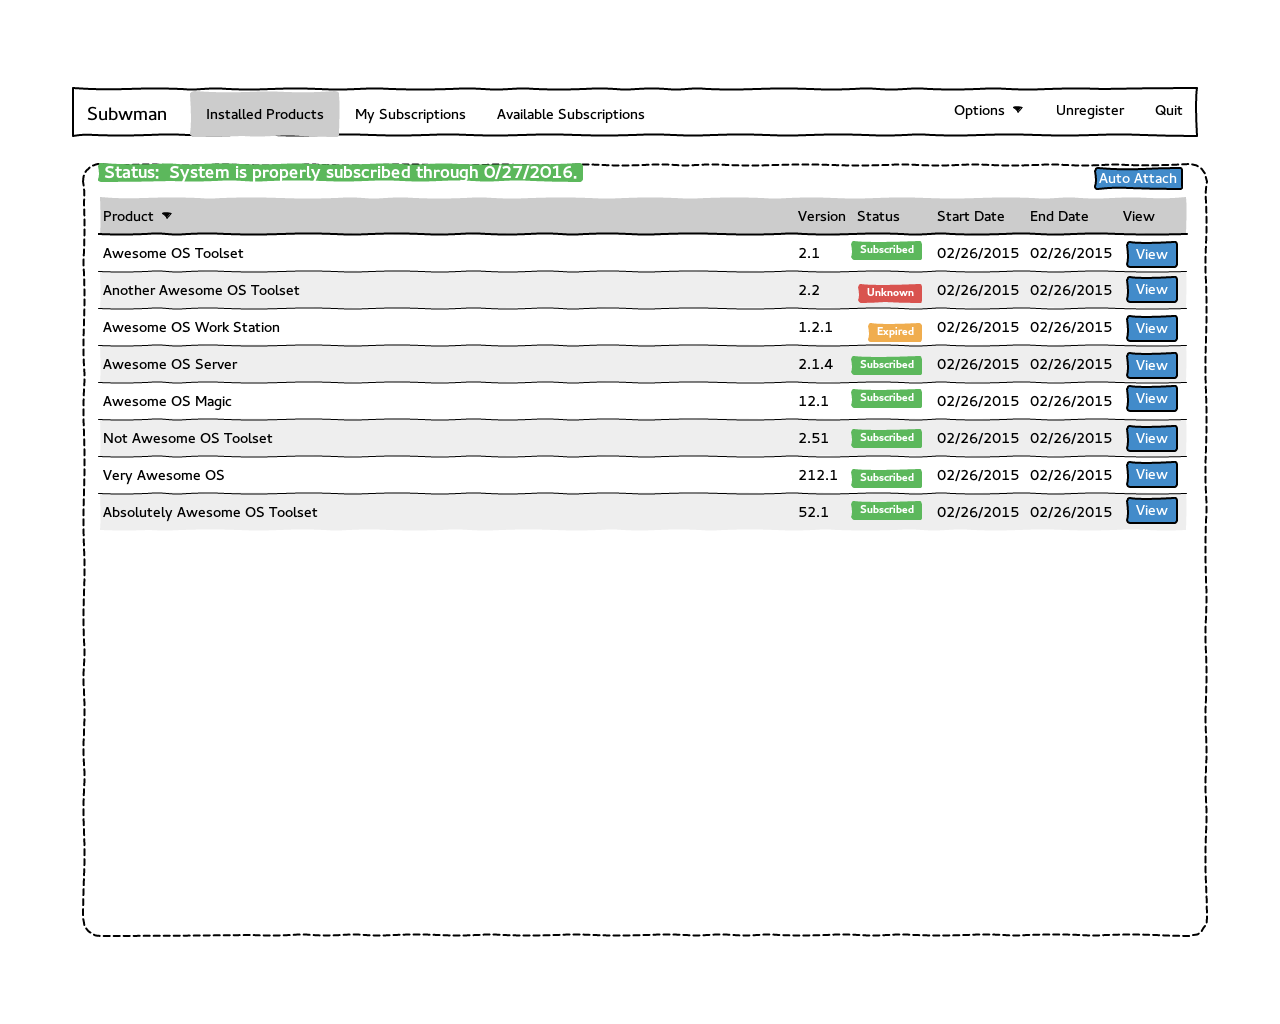 Subwman Installed Products My Subscriptions Available Subscriptions Options Unregister Quit
Status: System is properly subscribed through 0/27/2016. Auto Attach
Product Version Status Start Date End Date View
Awesome OS Toolset 2.1 Subscribed 02/26/2015 02/26/2015 View
Another Awesome OS Toolset 2.2 Unknown 02/26/2015 02/26/2015 View
Awesome OS Work Station 1.2.1 Expired 02/26/2015 02/26/2015 View
Awesome OS Server 2.1.4 Subscribed 02/26/2015 02/26/2015 View
Awesome OS Magic 12.1 Subscribed 02/26/2015 02/26/2015 View
Not Awesome OS Toolset 2.51 Subscribed 02/26/2015 02/26/2015 View
Very Awesome OS 212.1 Subscribed 02/26/2015 02/26/2015 View
Absolutely Awesome OS Toolset 52.1 Subscribed 02/26/2015 02/26/2015 View